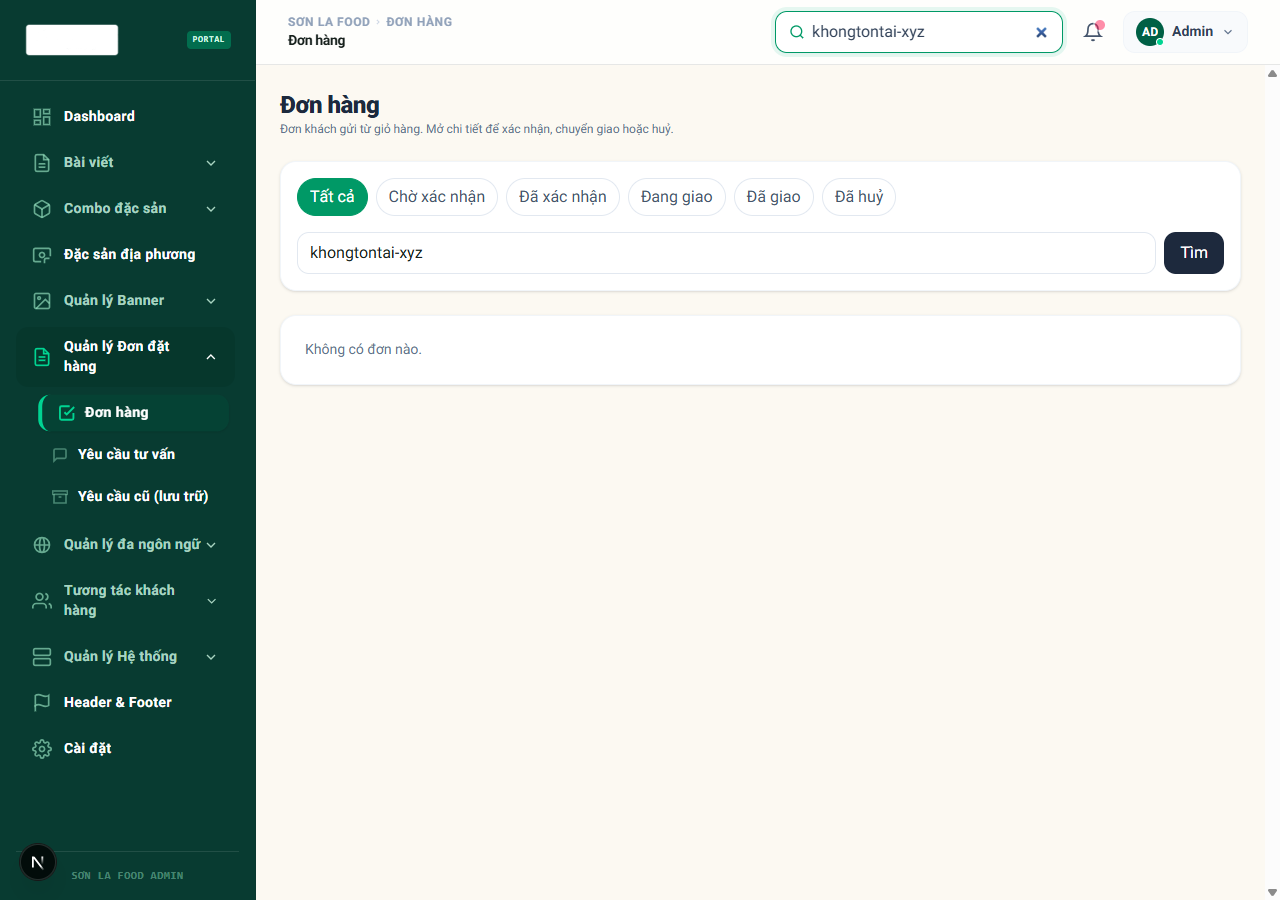 PORTAL
Dashboard
Bài viết
Combo đặc sản
Đặc sản địa phương
Quản lý Banner
Quản lý Đơn đặt
hàng
Đơn hàng
Yêu cầu tư vấn
Yêu cầu cũ (lưu trữ)
Quản lý đa ngôn ngữ
Tương tác khách
hàng
Quản lý Hệ thống
Header & Footer
Cài đặt
N
SƠN LA FOOD ADMIN
SƠN LA FOOD › ĐƠN HÀNG
Đơn hàng
khongtontai-xyz
AD
Admin
Đơn hàng
Đơn khách gửi từ giỏ hàng. Mở chi tiết để xác nhận, chuyển giao hoặc huỷ.
Tất cả
Chờ xác nhận
Đã xác nhận
Đang giao
Đã giao
Đã huỷ
khongtontai-xyz
Tìm
Không có đơn nào.